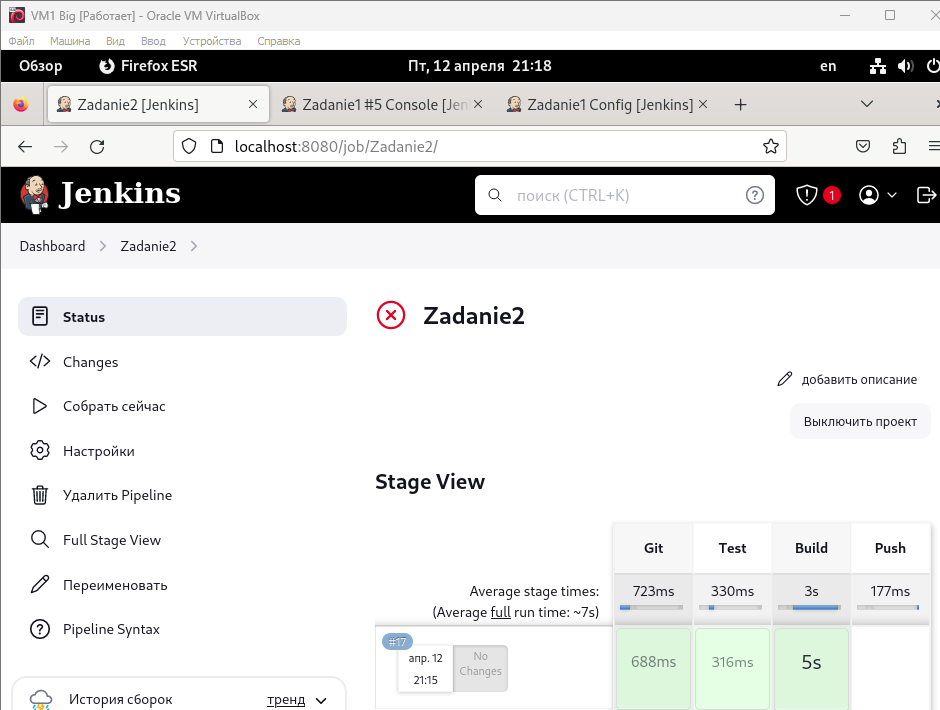 VM1 Big [Работает] - Oracle VM VirtualBox
Файл Машина Вид Ввод Устройства Справка
Обзор Firefox ESR Пт, 12 апреля 21:18 en
Zadanie2 [Jenkins] Zadanie1 #5 Console [Jen Zadanie1 Config [Jenkins]
localhost:8080/job/Zadanie2/
Jenkins поиск (CTRL+K) 1
Dashboard Zadanie2
Status
Changes
Собрать сейчас
Настройки
Удалить Pipeline
Full Stage View
Переименовать
Pipeline Syntax
История сборок тренд
Zadanie2
добавить описание
Выключить проект
Stage View
Git Test Build Push
Average stage times: 723ms 330ms 3s 177ms
(Average full run time: ~7s)
#17
апр. 12
21:15
No
Changes
688ms 316ms 5s